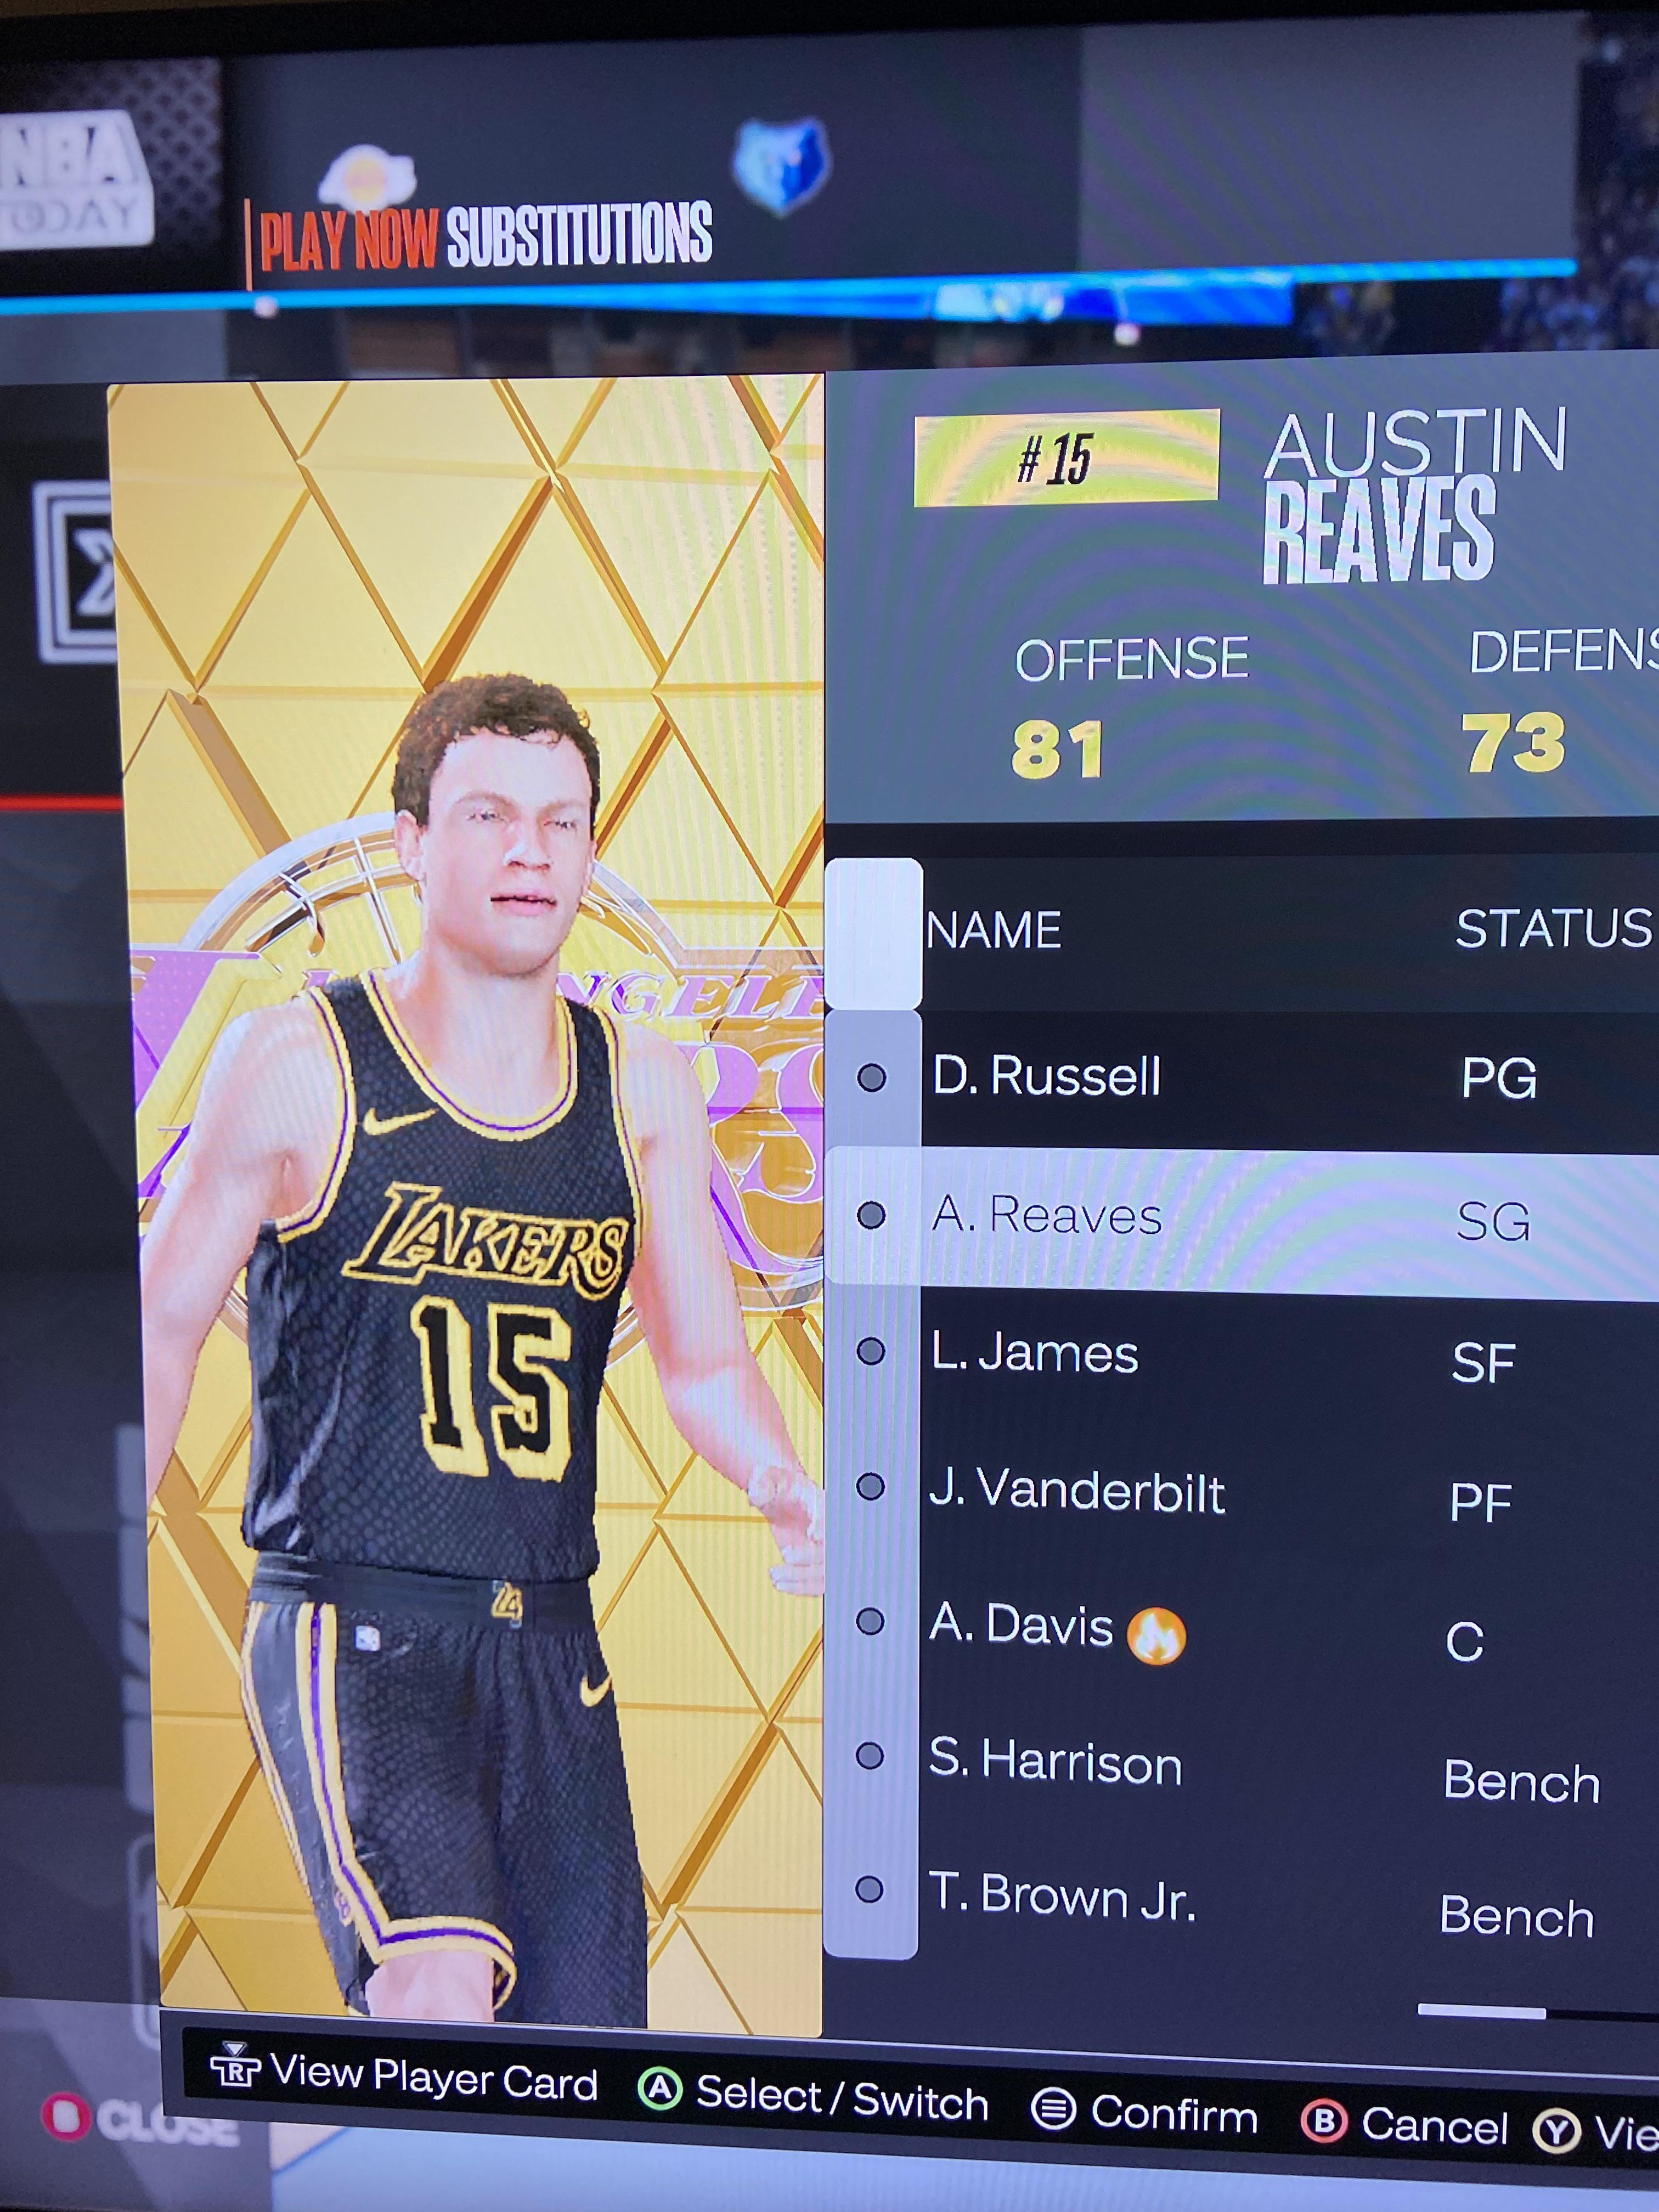 NBA
TODAY
PLAY NOW SUBSTITUTIONS
#15
AUSTIN
REAVES
OFFENSE
81
73
NAME STATUS
D. Russell PG
A. Reaves SG
L. James SF
J. Vanderbilt PF
A. Davis C
S. Harrison Bench
T. Brown Jr. Bench
LAKERS
15
R View Player Card A Select / Switch Confirm B Cancel Y
B CLOSE